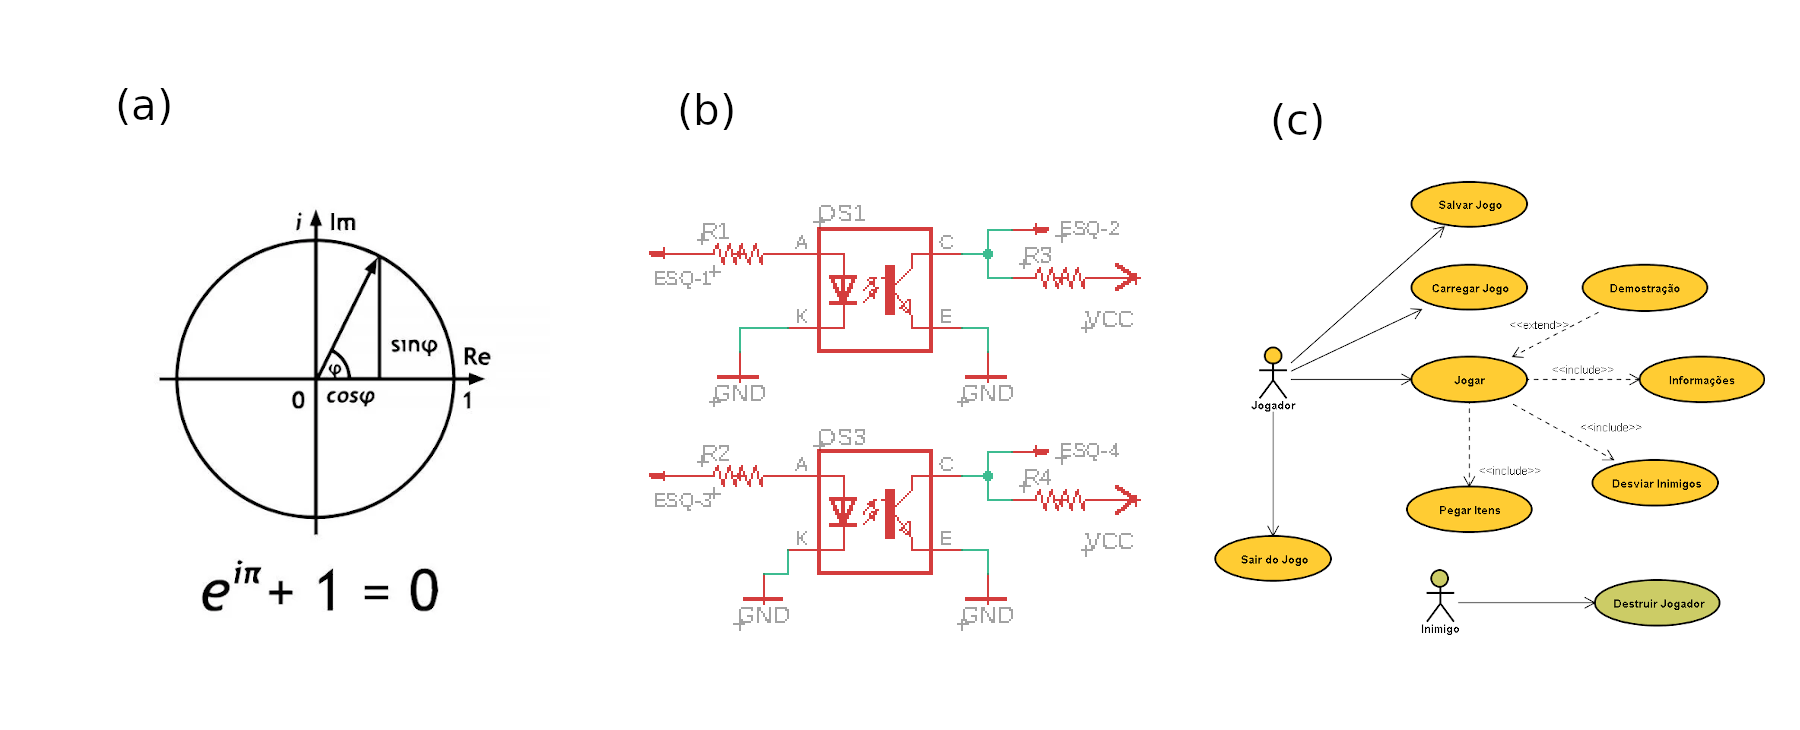 (a)
i Im
sinφ
Re
φ
0 cosφ 1
e^{iπ} + 1 = 0
(b)
OS1
R1
A
C
ESQ-2
ESQ-1
R3
K
E
VCC
GND
GND
OS3
R2
A
C
ESQ-4
ESQ-3
R4
K
E
VCC
GND
GND
(c)
Salvar Jogo
Carregar Jogo
Demostração
<<extend>>
Jogador
Jogar
<<include>>
Informações
<<include>>
<<include>>
Desviar Inimigos
Pegar Itens
Sair do Jogo
Inimigo
Destruir Jogador